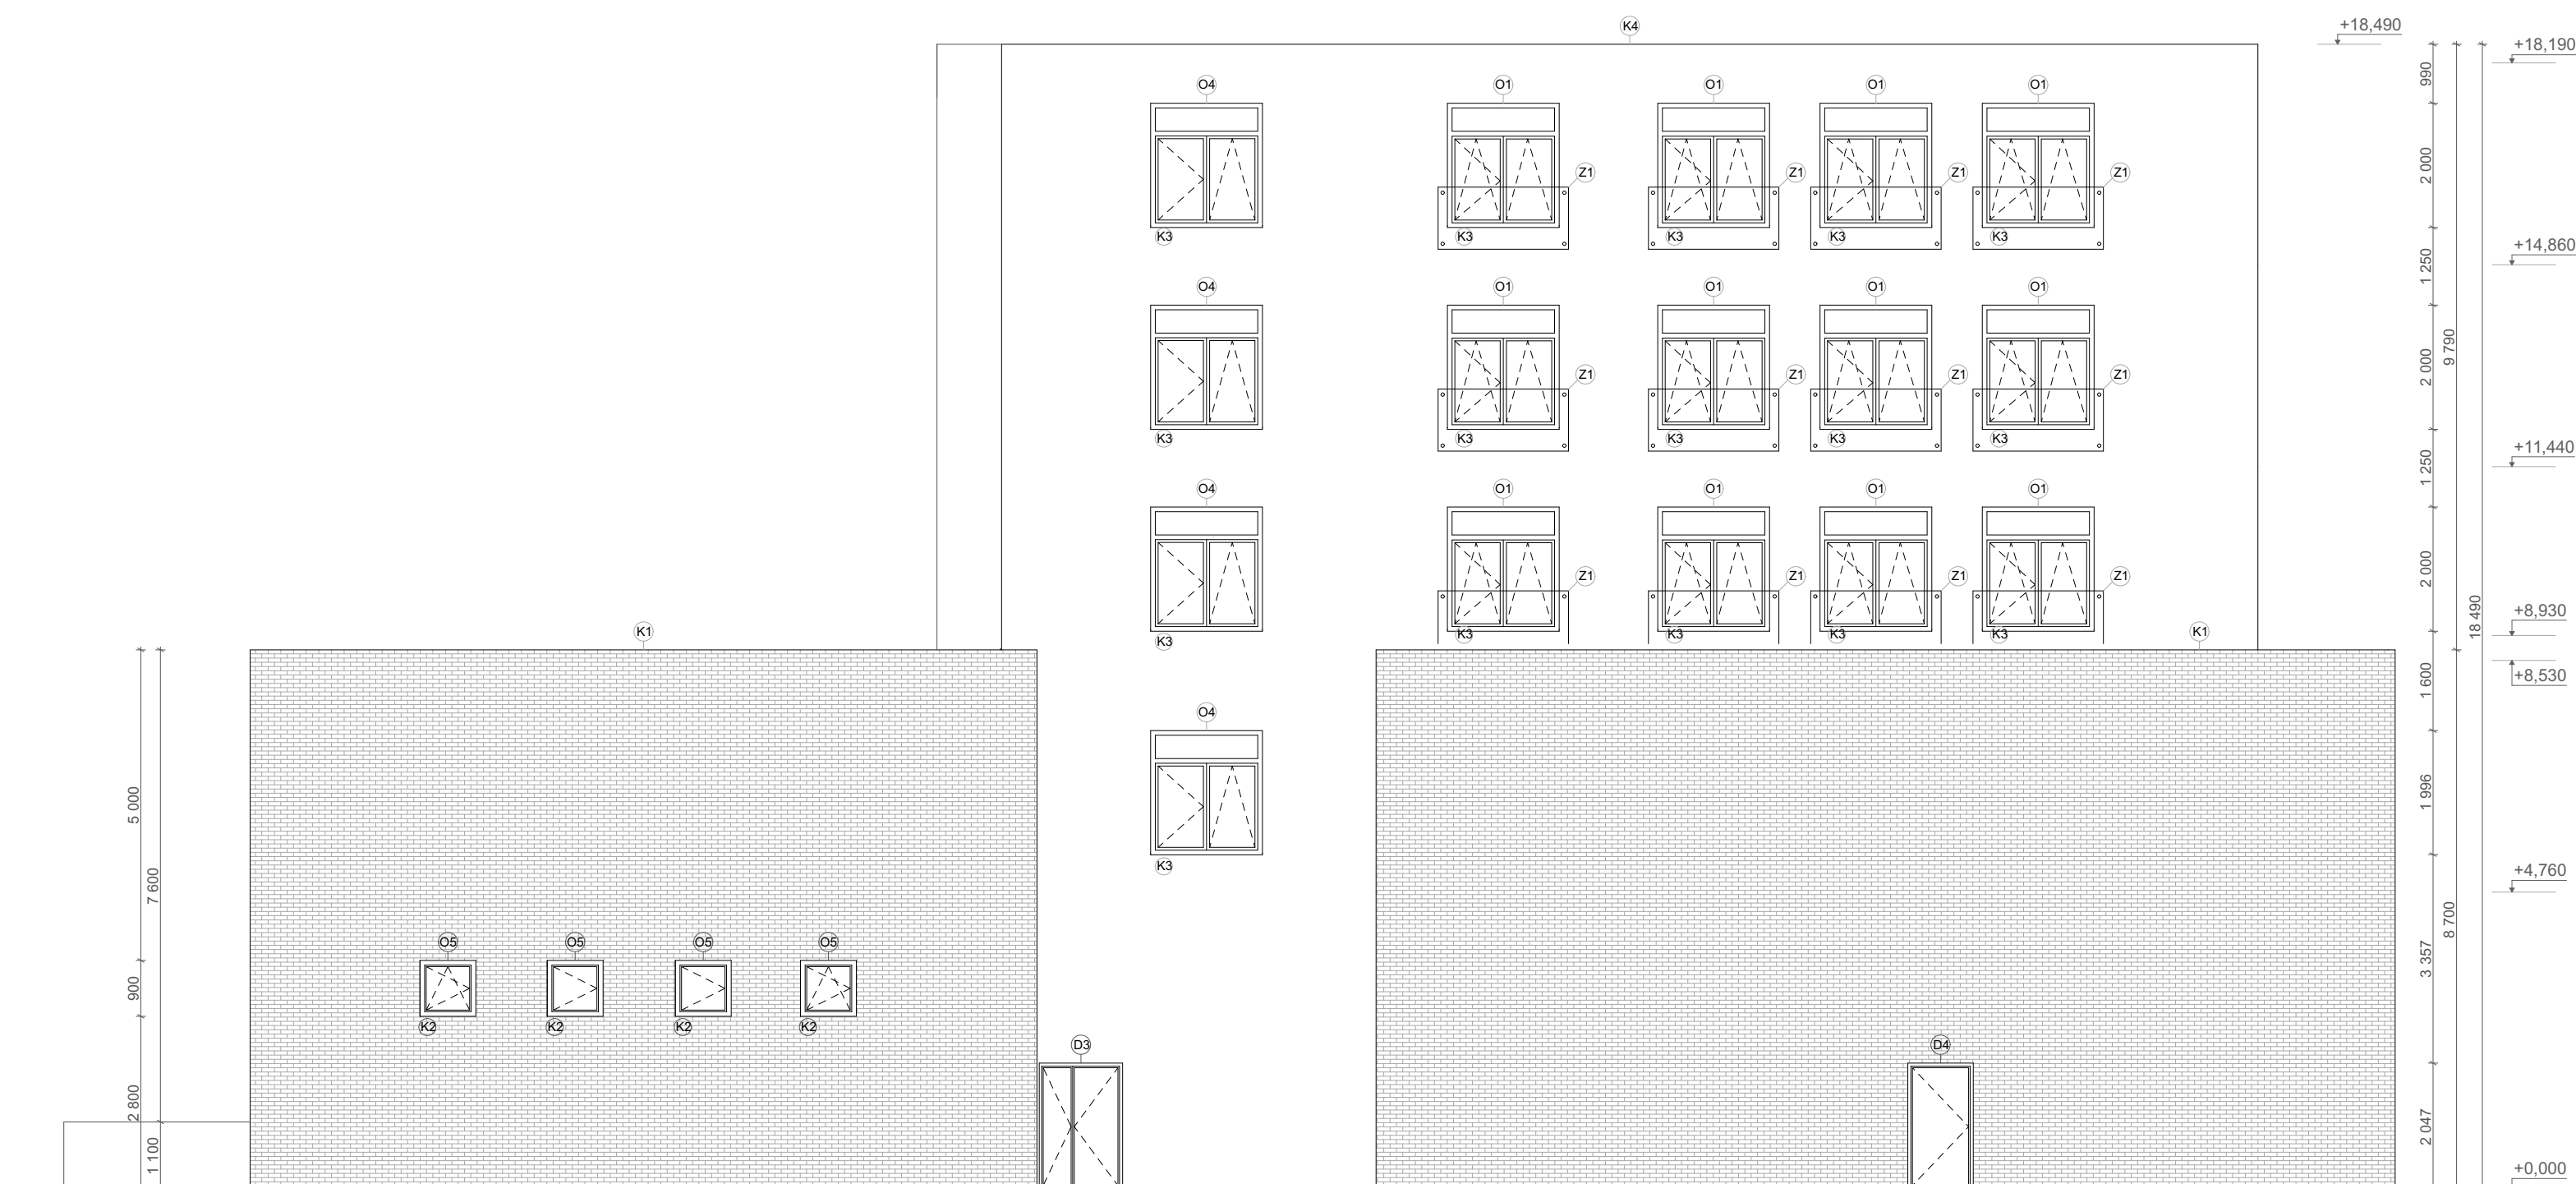 K4
+18,490
+18,190
990
O4 O1 O1 O1 O1
2 000
Z1 Z1 Z1 Z1
K3 K3 K3 K3 K3
+14,860
1 250
O4 O1 O1 O1 O1
9 790
2 000
Z1 Z1 Z1 Z1
K3 K3 K3 K3 K3
+11,440
1 250
O4 O1 O1 O1 O1
2 000
Z1 Z1 Z1 Z1
18 490
+8,930
K1 K3 K3 K3 K3 K3 K1
+8,530
1 600
O4
5 000
1 996
K3
+4,760
7 600
8 700
O5 O5 O5 O5
3 357
900
K2 K2 K2 K2
D3 D4
2 800
2 047
1 100
+0,000